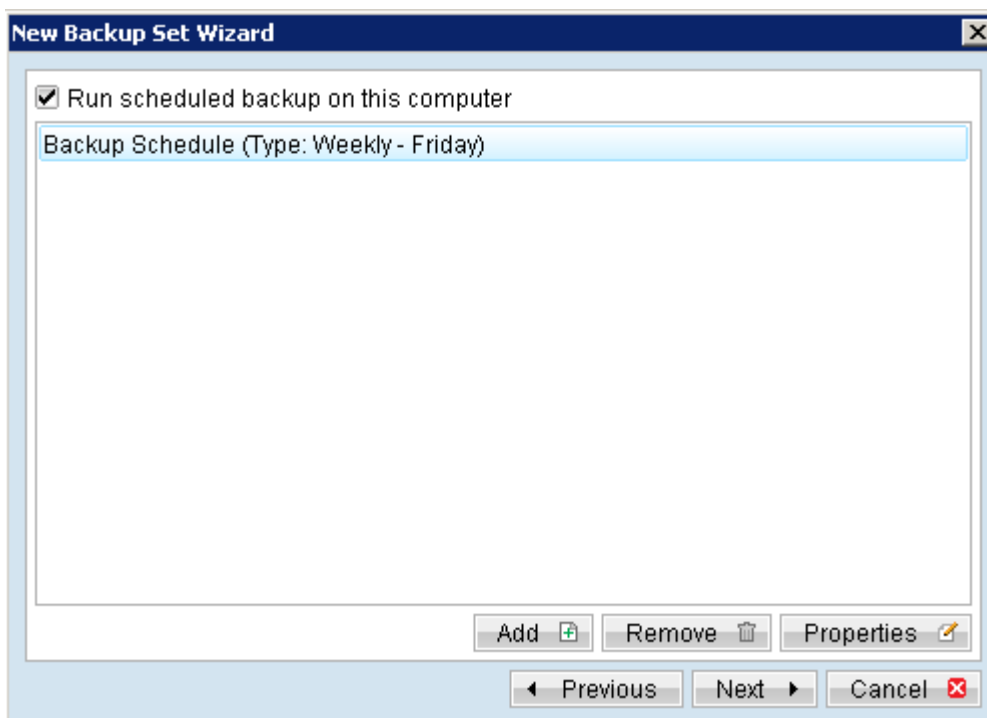 New Backup Set Wizard
Run scheduled backup on this computer
Backup Schedule (Type: Weekly - Friday)
Add Remove Properties
Previous Next Cancel